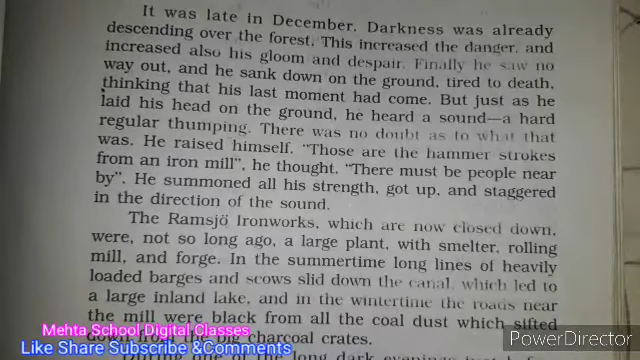 It was late in December. Darkness was already
descending over the forest. This increased the danger, and
increased also his gloom and despair. Finally he saw no
way out, and he sank down on the ground, tired to death,
thinking that his last moment had come. But just as he
laid his head on the ground, he heard a sound—a hard
regular thumping. There was no doubt as to what that
was. He raised himself. "Those are the hammer strokes
from an iron mill", he thought. "There must be people near
by". He summoned all his strength, got up, and staggered
in the direction of the sound.
The Ramsjö Ironworks, which are now closed down,
were, not so long ago, a large plant, with smelter, rolling
mill, and forge. In the summertime long lines of heavily
loaded barges and scows slid down the canal, which led to
a large inland lake, and in the wintertime the roads near
the mill were black from all the coal dust which sifted
down from the big charcoal crates.
long dark evenings
Mehta School Digital Classes
Like Share Subscribe &Comments
PowerDirector